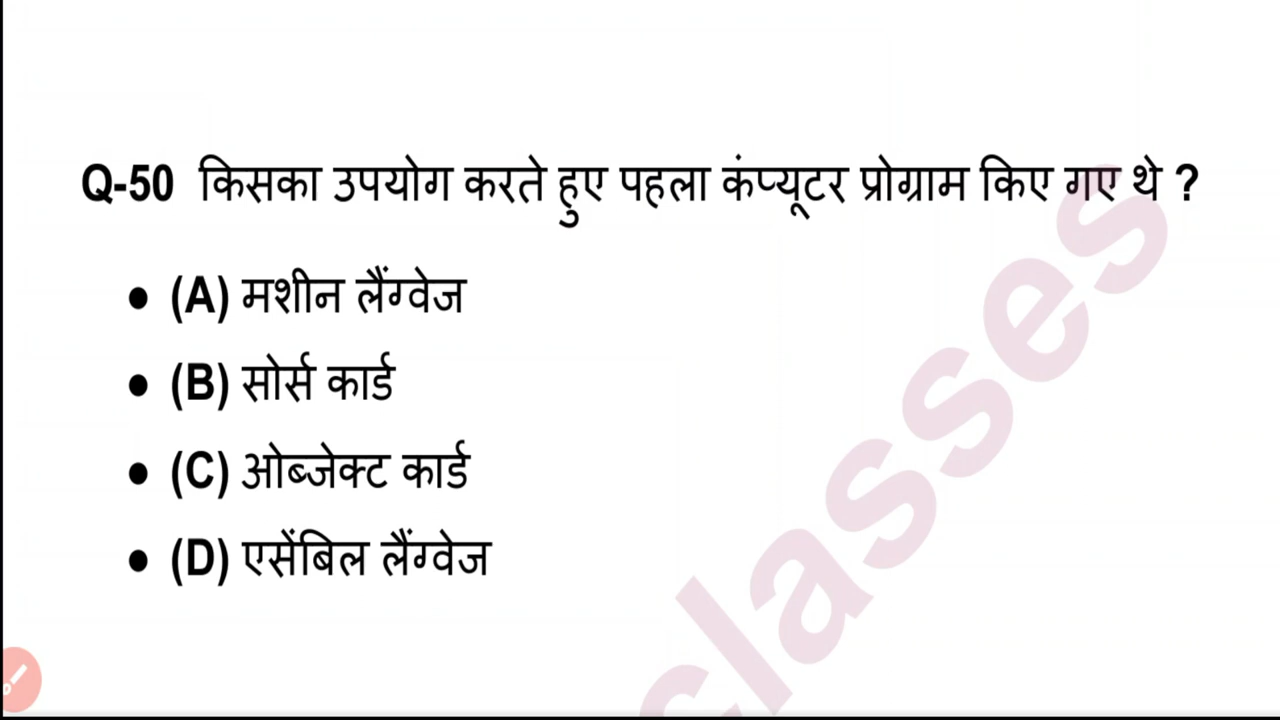 Q-50 किसका उपयोग करते हुए पहला कंप्यूटर प्रोग्राम किए गए थे ?
• (A) मशीन लैंग्वेज
• (B) सोर्स कार्ड
• (C) ओब्जेक्ट कार्ड
• (D) एसेंबिल लैंग्वेज
classes